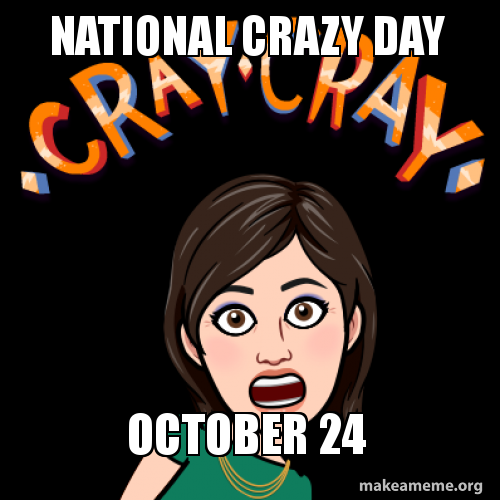 NATIONAL CRAZY DAY
·CRAY·CRAY·
OCTOBER 24
makeameme.org